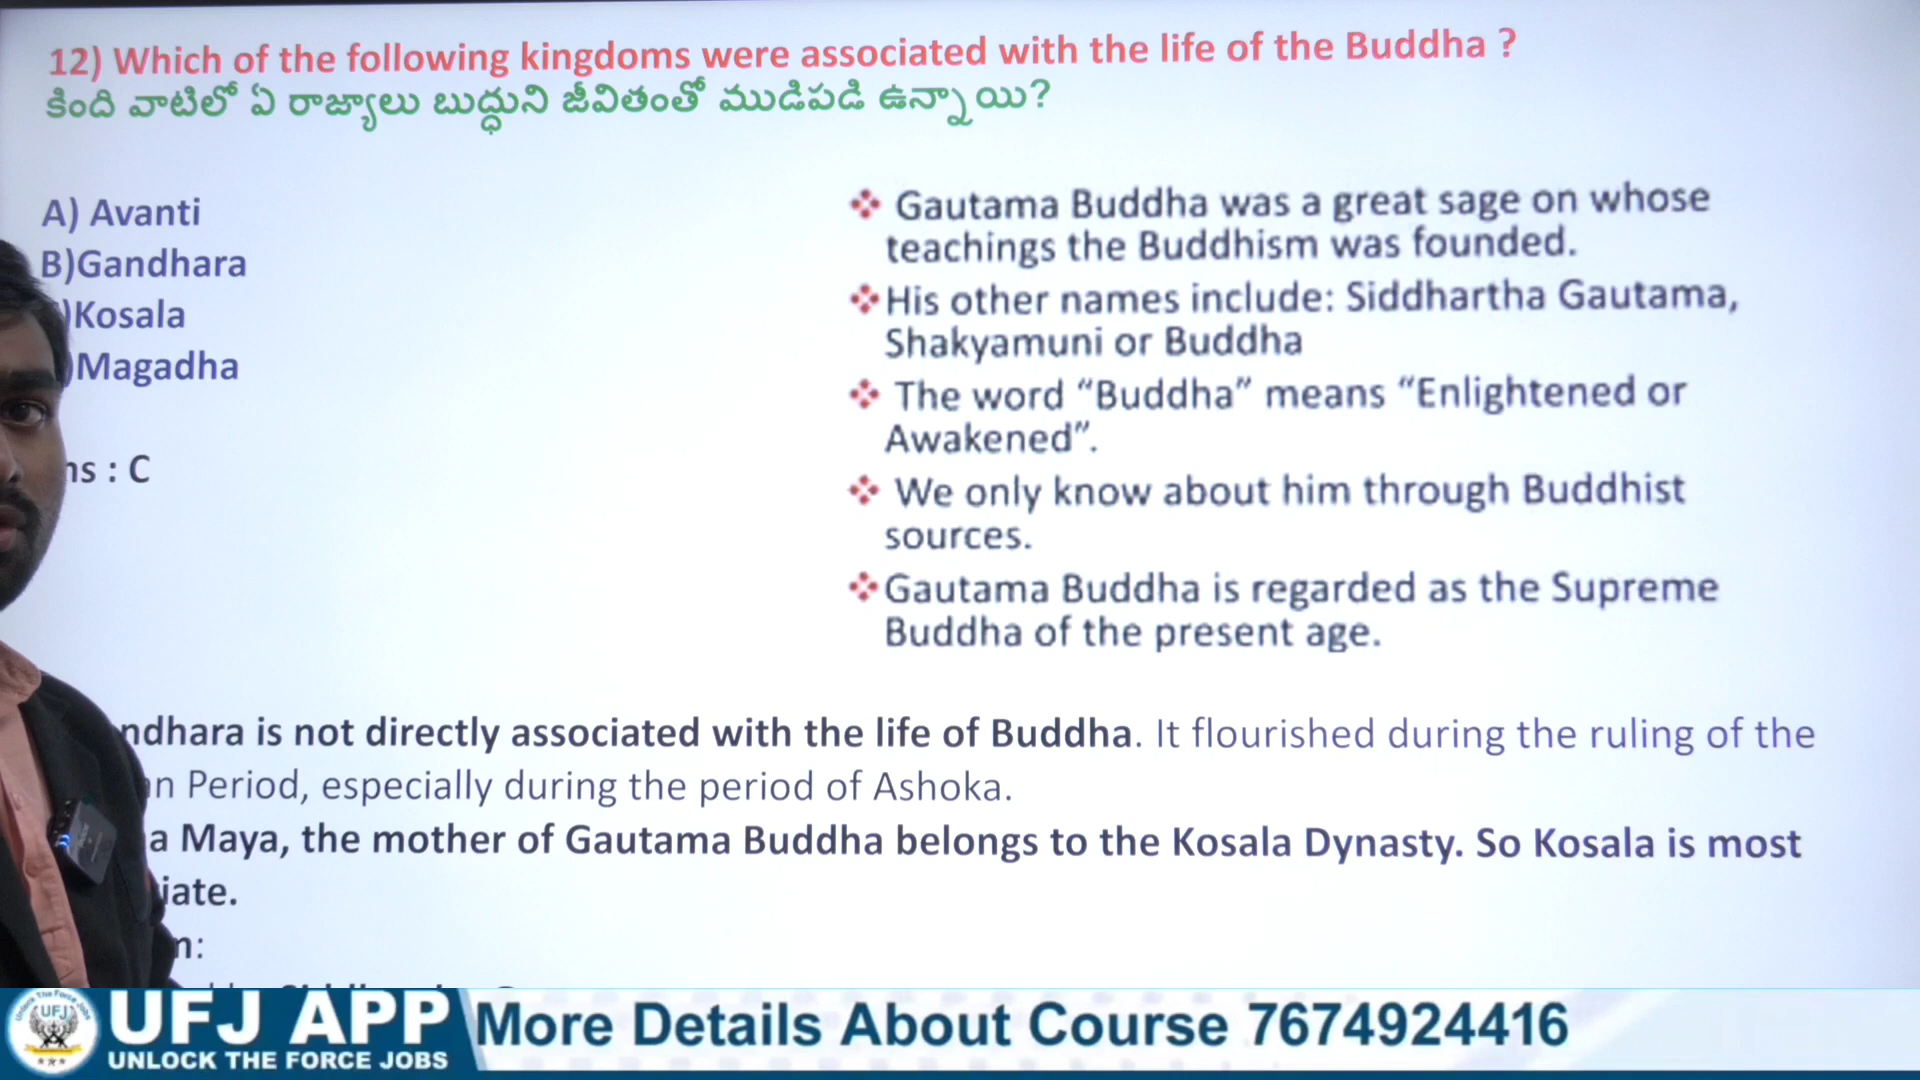 12) Which of the following kingdoms were associated with the life of the Buddha ?
కింది వాటిలో ఏ రాజ్యాలు బుద్ధుని జీవితంతో ముడిపడి ఉన్నాయి?
A) Avanti
B)Gandhara
)Kosala
)Magadha
ns : C
Gautama Buddha was a great sage on whose
teachings the Buddhism was founded.
His other names include: Siddhartha Gautama,
Shakyamuni or Buddha
The word “Buddha” means “Enlightened or
Awakened”.
We only know about him through Buddhist
sources.
Gautama Buddha is regarded as the Supreme
Buddha of the present age.
ndhara is not directly associated with the life of Buddha. It flourished during the ruling of the
n Period, especially during the period of Ashoka.
a Maya, the mother of Gautama Buddha belongs to the Kosala Dynasty. So Kosala is most
iate.
n:
UFJ
UFJ APP
UNLOCK THE FORCE JOBS
More Details About Course 7674924416